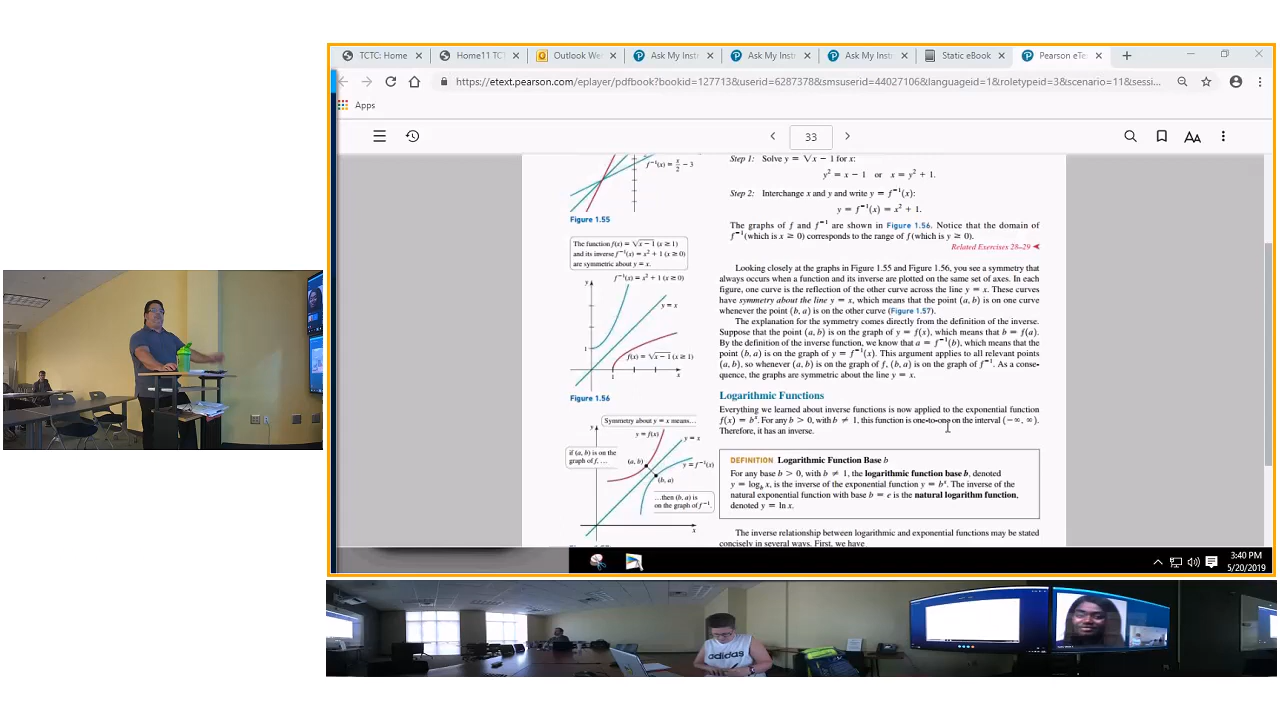 TCTC: Home
Home11 TCT
Outlook We
Ask My Inst
Ask My Inst
Ask My Inst
Static eBook
Pearson eTe
https://etext.pearson.com/eplayer/pdfbook?bookid=127713&userid=6287378&smsuserid=44027106&languageid=1&roletypeid=3&scenario=11&sessi...
Apps
33
f⁻¹(x) = x/2 − 3
Figure 1.55
The function f(x) = √x − 1 (x ≥ 1)
and its inverse f⁻¹(x) = x² + 1 (x ≥ 0)
are symmetric about y = x.
f⁻¹(x) = x² + 1 (x ≥ 0)
y
y = x
1
f(x) = √x − 1 (x ≥ 1)
1
x
Figure 1.56
Symmetry about y = x means…
y
y = f(x)
y = x
if (a, b) is on the
graph of f, …
(a, b)
y = f⁻¹(x)
(b, a)
…then (b, a) is
on the graph of f⁻¹.
x
Step 1: Solve y = √x − 1 for x:
y² = x − 1 or x = y² + 1.
Step 2: Interchange x and y and write y = f⁻¹(x):
y = f⁻¹(x) = x² + 1.
The graphs of f and f⁻¹ are shown in Figure 1.56. Notice that the domain of
f⁻¹ (which is x ≥ 0) corresponds to the range of f (which is y ≥ 0).
Related Exercises 28–29
Looking closely at the graphs in Figure 1.55 and Figure 1.56, you see a symmetry that
always occurs when a function and its inverse are plotted on the same set of axes. In each
figure, one curve is the reflection of the other curve across the line y = x. These curves
have symmetry about the line y = x, which means that the point (a, b) is on one curve
whenever the point (b, a) is on the other curve (Figure 1.57).
The explanation for the symmetry comes directly from the definition of the inverse.
Suppose that the point (a, b) is on the graph of y = f(x), which means that b = f(a).
By the definition of the inverse function, we know that a = f⁻¹(b), which means that the
point (b, a) is on the graph of y = f⁻¹(x). This argument applies to all relevant points
(a, b), so whenever (a, b) is on the graph of f, (b, a) is on the graph of f⁻¹. As a conse-
quence, the graphs are symmetric about the line y = x.
Logarithmic Functions
Everything we learned about inverse functions is now applied to the exponential function
f(x) = bˣ. For any b > 0, with b ≠ 1, this function is one-to-one on the interval (−∞, ∞).
Therefore, it has an inverse.
DEFINITION Logarithmic Function Base b
For any base b > 0, with b ≠ 1, the logarithmic function base b, denoted
y = log_b x, is the inverse of the exponential function y = bˣ. The inverse of the
natural exponential function with base b = e is the natural logarithm function,
denoted y = ln x.
The inverse relationship between logarithmic and exponential functions may be stated
concisely in several ways. First, we have
3:40 PM
5/20/2019
adidas